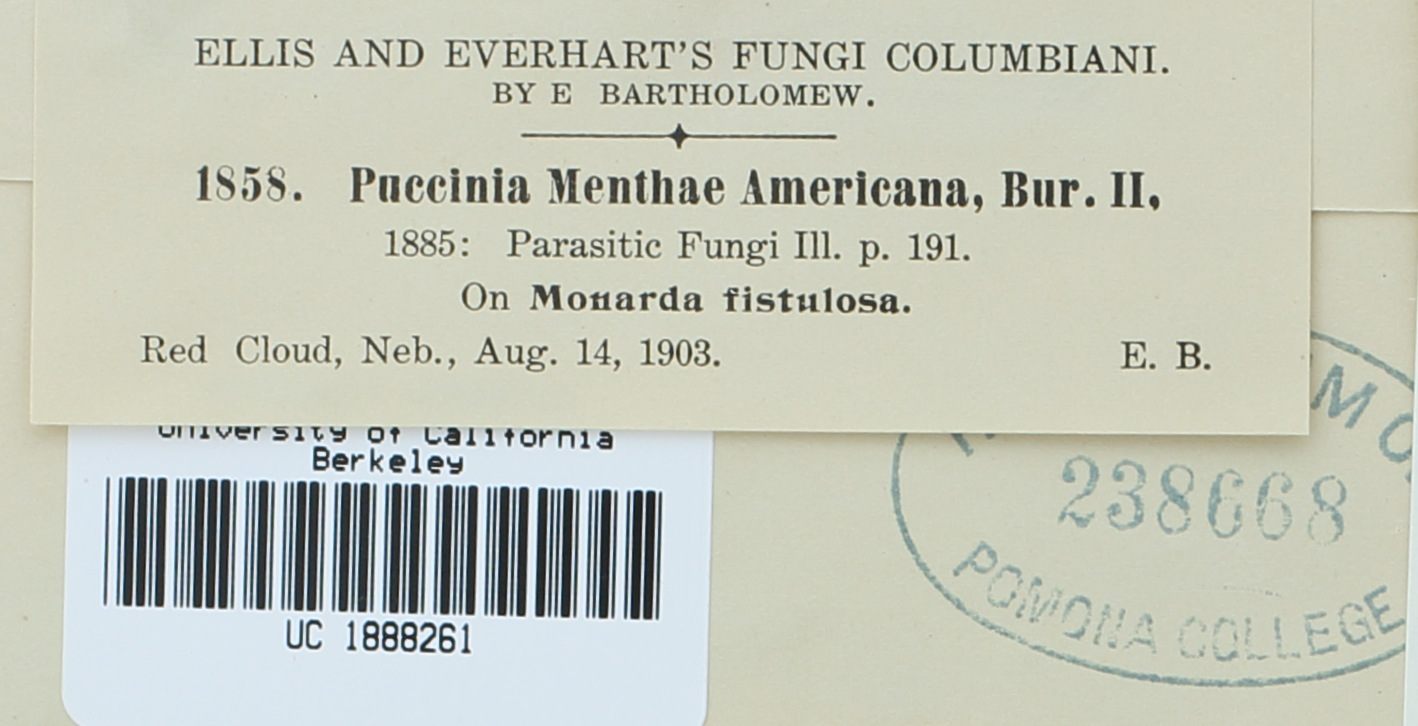 ELLIS AND EVERHART'S FUNGI COLUMBIANI.
BY E BARTHOLOMEW.
1858. Puccinia Menthae Americana, Bur. II,
1885: Parasitic Fungi Ill. p. 191.
On Monarda fistulosa.
Red Cloud, Neb., Aug. 14, 1903. E. B.
University of California
Berkeley
UC 1888261
238668
POMONA COLLEGE